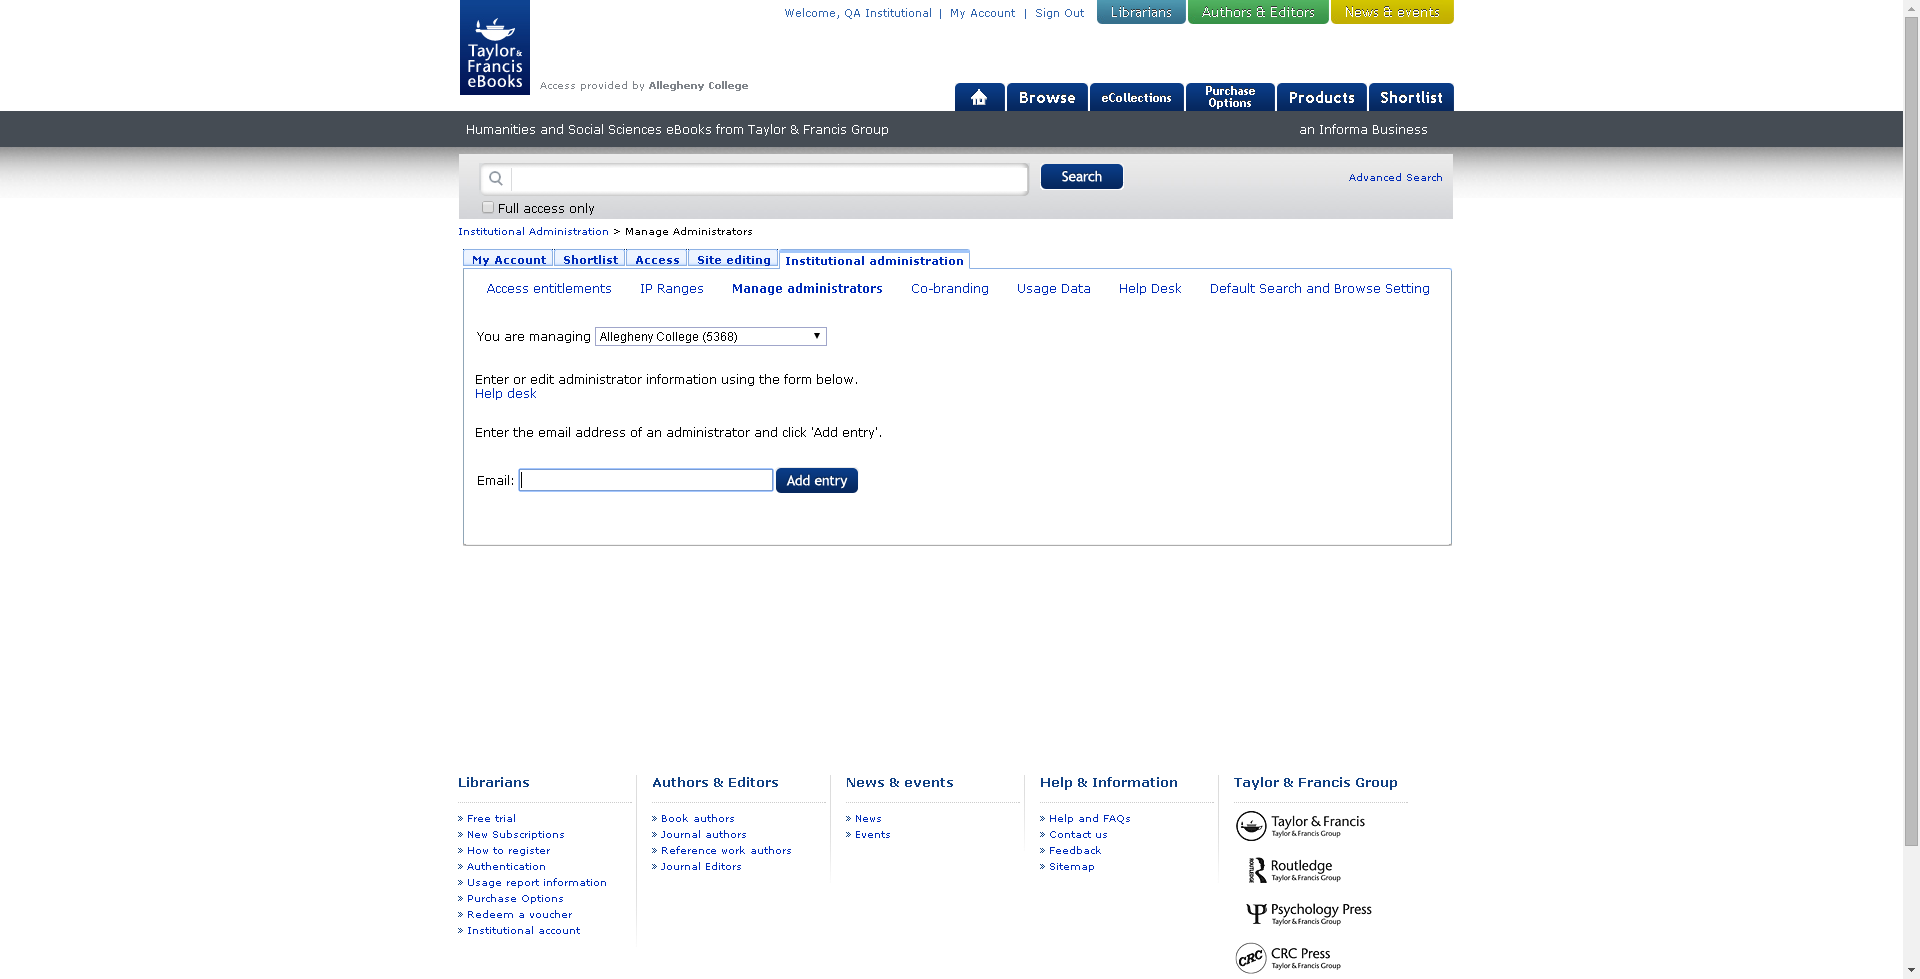 Welcome, QA Institutional | My Account | Sign Out Librarians Authors & Editors News & events
Taylor &
Francis
eBooks
Access provided by Allegheny College
Browse eCollections Purchase Options Products Shortlist
Humanities and Social Sciences eBooks from Taylor & Francis Group an Informa Business
Search Advanced Search
Full access only
Institutional Administration > Manage Administrators
My Account Shortlist Access Site editing Institutional administration
Access entitlements IP Ranges Manage administrators Co-branding Usage Data Help Desk Default Search and Browse Setting
You are managing Allegheny College (5368)
Enter or edit administrator information using the form below.
Help desk
Enter the email address of an administrator and click 'Add entry'.
Email: Add entry
Librarians
» Free trial
» New Subscriptions
» How to register
» Authentication
» Usage report information
» Purchase Options
» Redeem a voucher
» Institutional account
Authors & Editors
» Book authors
» Journal authors
» Reference work authors
» Journal Editors
News & events
» News
» Events
Help & Information
» Help and FAQs
» Contact us
» Feedback
» Sitemap
Taylor & Francis Group
Taylor & Francis
Taylor & Francis Group
ROUTLEDGE
Routledge
Taylor & Francis Group
Psychology Press
Taylor & Francis Group
CRC
CRC Press
Taylor & Francis Group